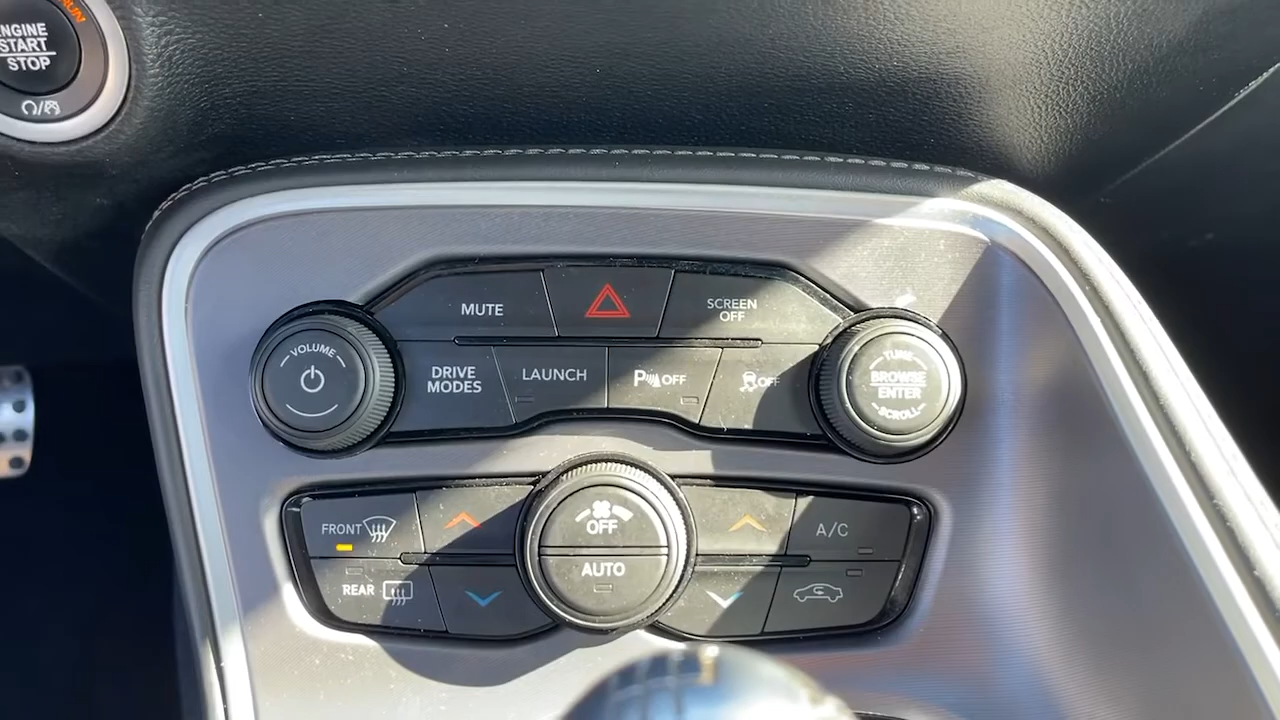 RUN
ENGINE
START
STOP
MUTE
SCREEN
OFF
VOLUME
DRIVE
MODES
LAUNCH
P OFF
OFF
TUNE
BROWSE
ENTER
SCROLL
FRONT
OFF
A/C
REAR
AUTO